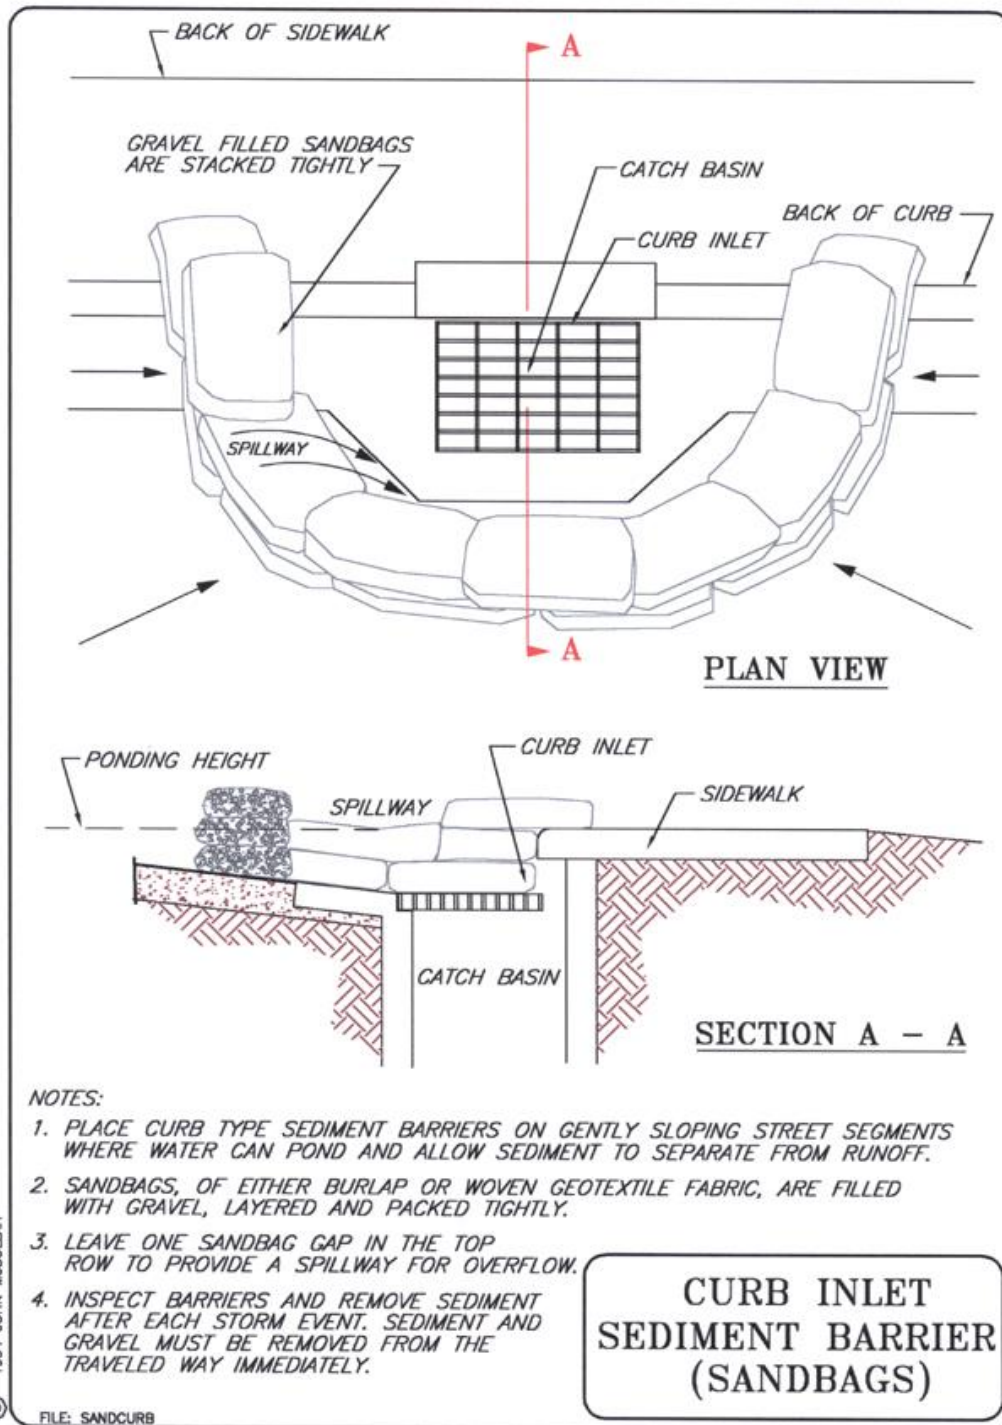 BACK OF SIDEWALK
A
GRAVEL FILLED SANDBAGS
ARE STACKED TIGHTLY
CATCH BASIN
BACK OF CURB
CURB INLET
SPILLWAY
A
PLAN VIEW
PONDING HEIGHT
CURB INLET
SPILLWAY
SIDEWALK
CATCH BASIN
SECTION A - A
NOTES:
1. PLACE CURB TYPE SEDIMENT BARRIERS ON GENTLY SLOPING STREET SEGMENTS
WHERE WATER CAN POND AND ALLOW SEDIMENT TO SEPARATE FROM RUNOFF.
2. SANDBAGS, OF EITHER BURLAP OR WOVEN GEOTEXTILE FABRIC, ARE FILLED
WITH GRAVEL, LAYERED AND PACKED TIGHTLY.
3. LEAVE ONE SANDBAG GAP IN THE TOP
ROW TO PROVIDE A SPILLWAY FOR OVERFLOW.
4. INSPECT BARRIERS AND REMOVE SEDIMENT
AFTER EACH STORM EVENT. SEDIMENT AND
GRAVEL MUST BE REMOVED FROM THE
TRAVELED WAY IMMEDIATELY.
CURB INLET
SEDIMENT BARRIER
(SANDBAGS)
FILE: SANDCURB